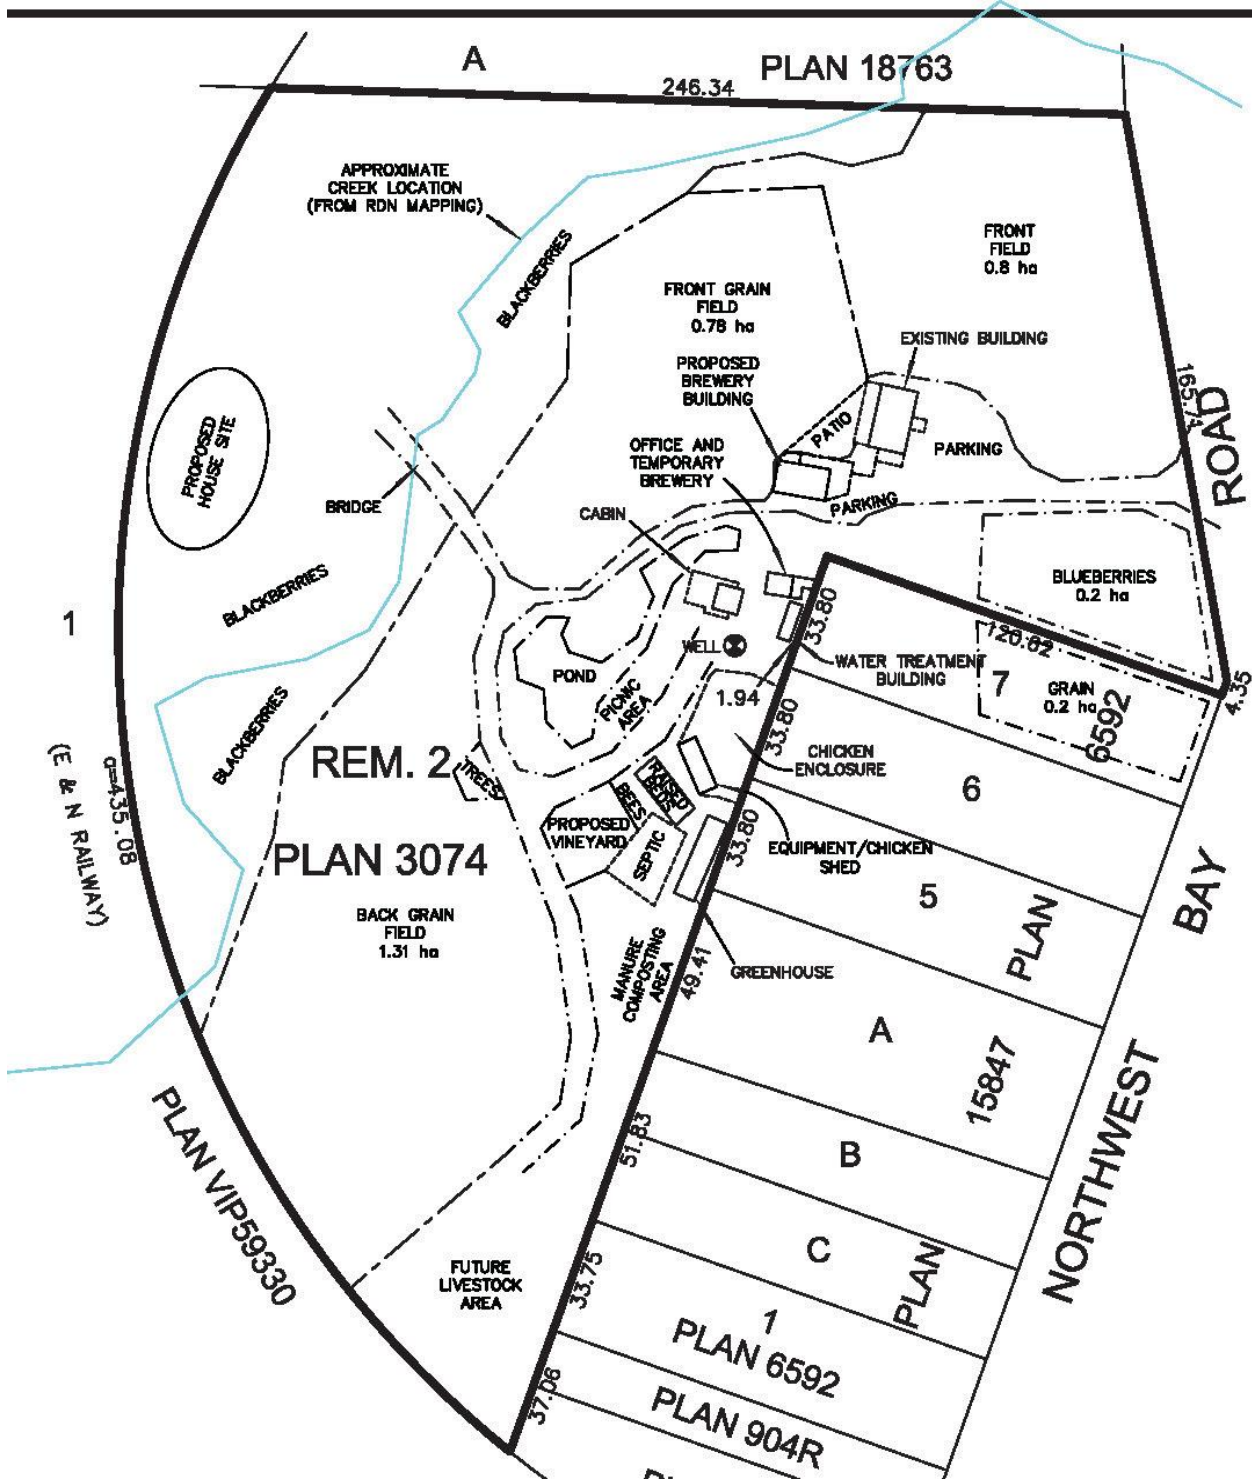 A
PLAN 18763
246.34
APPROXIMATE
CREEK LOCATION
(FROM RDN MAPPING)
BLACKBERRIES
FRONT
FIELD
0.8 ha
FRONT GRAIN
FIELD
0.78 ha
EXISTING BUILDING
PROPOSED
BREWERY
BUILDING
165.74
ROAD
PROPOSED
HOUSE SITE
PATIO
OFFICE AND
TEMPORARY
BREWERY
PARKING
BRIDGE
CABIN
PARKING
BLACKBERRIES
BLUEBERRIES
0.2 ha
1
33.80
120.62
WELL
WATER TREATMENT
BUILDING
7
GRAIN
0.2 ha
6592
4.35
POND
PICNIC
AREA
1.94
BLACKBERRIES
33.80
(E & N RAILWAY)
a=435.08
REM. 2
TREES
CHICKEN
ENCLOSURE
6
BEES
RAISED
BEDS
PROPOSED
VINEYARD
SEPTIC
33.80
EQUIPMENT/CHICKEN
SHED
PLAN 3074
5
BAY
BACK GRAIN
FIELD
1.31 ha
PLAN
MANURE
COMPOSTING
AREA
49.41
GREENHOUSE
A
15847
NORTHWEST
PLAN VIP59330
51.83
B
C
PLAN
FUTURE
LIVESTOCK
AREA
33.75
1
PLAN 6592
37.06
PLAN 904R